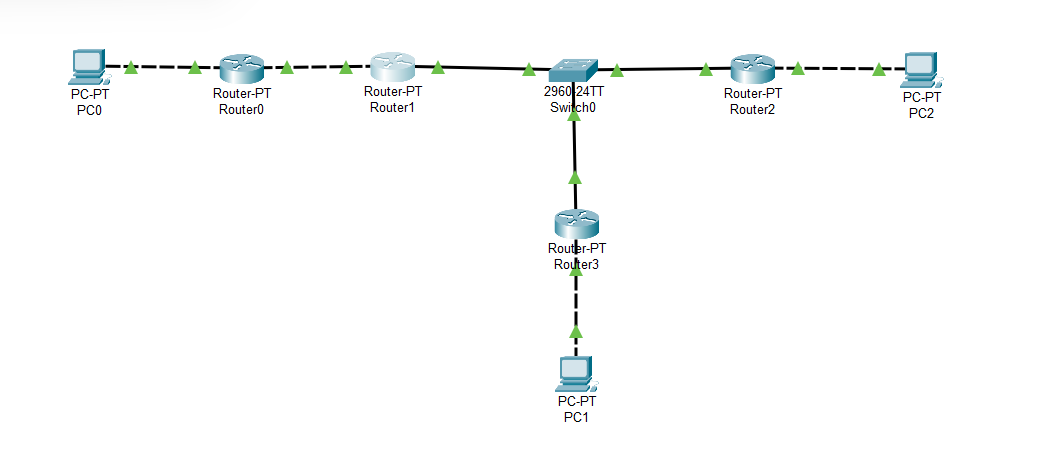 PC-PT
PC0
Router-PT
Router0
Router-PT
Router1
2960-24TT
Switch0
Router-PT
Router2
PC-PT
PC2
Router-PT
Router3
PC-PT
PC1